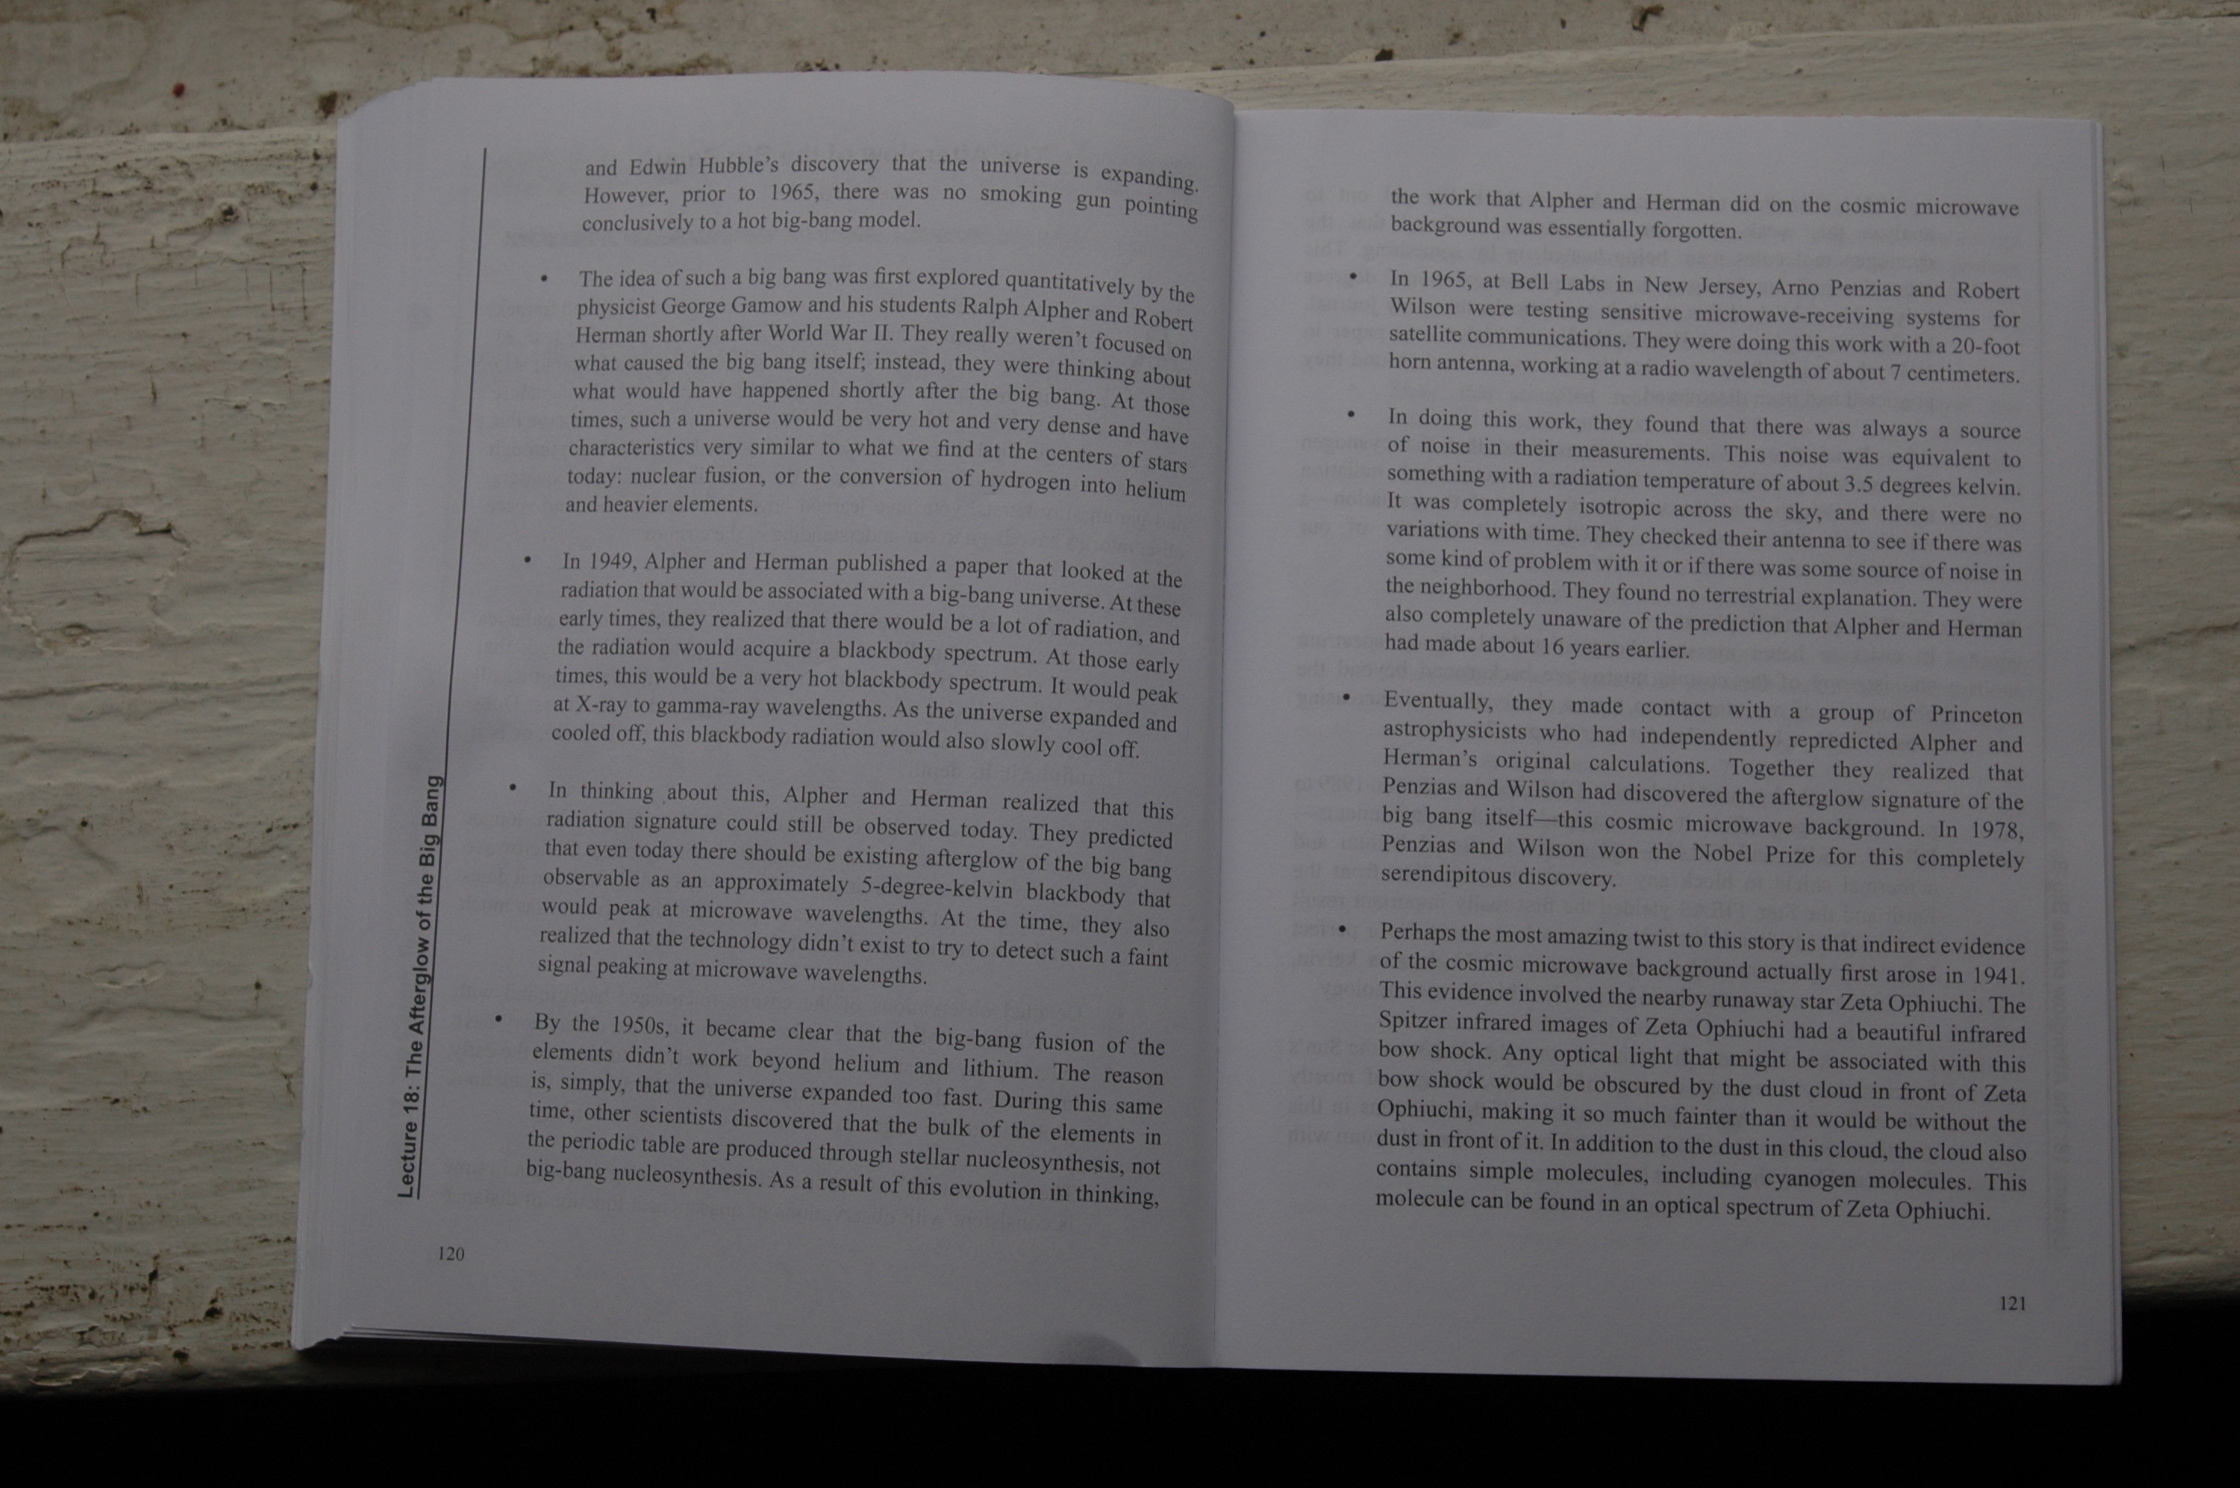 and Edwin Hubble's discovery that the universe is expanding.
However, prior to 1965, there was no smoking gun pointing
conclusively to a hot big-bang model.
• The idea of such a big bang was first explored quantitatively by the
physicist George Gamow and his students Ralph Alpher and Robert
Herman shortly after World War II. They really weren't focused on
what caused the big bang itself; instead, they were thinking about
what would have happened shortly after the big bang. At those
times, such a universe would be very hot and very dense and have
characteristics very similar to what we find at the centers of stars
today: nuclear fusion, or the conversion of hydrogen into helium
and heavier elements.
• In 1949, Alpher and Herman published a paper that looked at the
radiation that would be associated with a big-bang universe. At these
early times, they realized that there would be a lot of radiation, and
the radiation would acquire a blackbody spectrum. At those early
times, this would be a very hot blackbody spectrum. It would peak
at X-ray to gamma-ray wavelengths. As the universe expanded and
cooled off, this blackbody radiation would also slowly cool off.
• In thinking about this, Alpher and Herman realized that this
radiation signature could still be observed today. They predicted
that even today there should be existing afterglow of the big bang
observable as an approximately 5-degree-kelvin blackbody that
would peak at microwave wavelengths. At the time, they also
realized that the technology didn't exist to try to detect such a faint
signal peaking at microwave wavelengths.
• By the 1950s, it became clear that the big-bang fusion of the
elements didn't work beyond helium and lithium. The reason
is, simply, that the universe expanded too fast. During this same
time, other scientists discovered that the bulk of the elements in
the periodic table are produced through stellar nucleosynthesis, not
big-bang nucleosynthesis. As a result of this evolution in thinking,
Lecture 18: The Afterglow of the Big Bang
120
the work that Alpher and Herman did on the cosmic microwave
background was essentially forgotten.
• In 1965, at Bell Labs in New Jersey, Arno Penzias and Robert
Wilson were testing sensitive microwave-receiving systems for
satellite communications. They were doing this work with a 20-foot
horn antenna, working at a radio wavelength of about 7 centimeters.
• In doing this work, they found that there was always a source
of noise in their measurements. This noise was equivalent to
something with a radiation temperature of about 3.5 degrees kelvin.
It was completely isotropic across the sky, and there were no
variations with time. They checked their antenna to see if there was
some kind of problem with it or if there was some source of noise in
the neighborhood. They found no terrestrial explanation. They were
also completely unaware of the prediction that Alpher and Herman
had made about 16 years earlier.
• Eventually, they made contact with a group of Princeton
astrophysicists who had independently repredicted Alpher and
Herman's original calculations. Together they realized that
Penzias and Wilson had discovered the afterglow signature of the
big bang itself—this cosmic microwave background. In 1978,
Penzias and Wilson won the Nobel Prize for this completely
serendipitous discovery.
• Perhaps the most amazing twist to this story is that indirect evidence
of the cosmic microwave background actually first arose in 1941.
This evidence involved the nearby runaway star Zeta Ophiuchi. The
Spitzer infrared images of Zeta Ophiuchi had a beautiful infrared
bow shock. Any optical light that might be associated with this
bow shock would be obscured by the dust cloud in front of Zeta
Ophiuchi, making it so much fainter than it would be without the
dust in front of it. In addition to the dust in this cloud, the cloud also
contains simple molecules, including cyanogen molecules. This
molecule can be found in an optical spectrum of Zeta Ophiuchi.
121